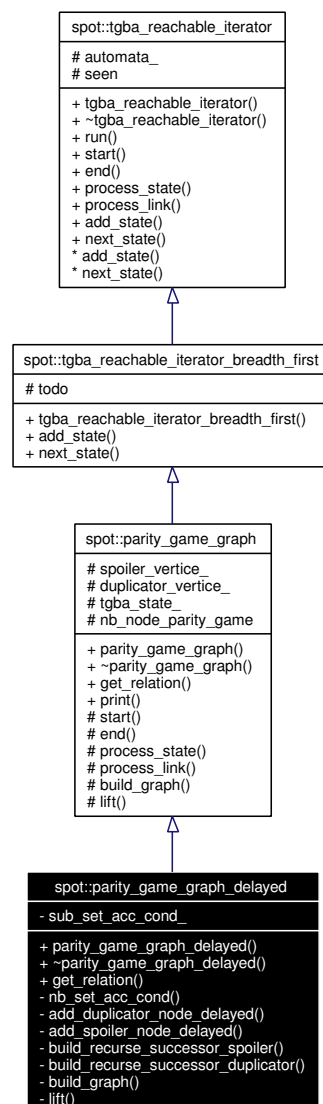 spot::tgba_reachable_iterator
# automata_
# seen
+ tgba_reachable_iterator()
+ ~tgba_reachable_iterator()
+ run()
+ start()
+ end()
+ process_state()
+ process_link()
+ add_state()
+ next_state()
* add_state()
* next_state()
spot::tgba_reachable_iterator_breadth_first
# todo
+ tgba_reachable_iterator_breadth_first()
+ add_state()
+ next_state()
spot::parity_game_graph
# spoiler_vertice_
# duplicator_vertice_
# tgba_state_
# nb_node_parity_game
+ parity_game_graph()
+ ~parity_game_graph()
+ get_relation()
+ print()
# start()
# end()
# process_state()
# process_link()
# build_graph()
# lift()
spot::parity_game_graph_delayed
- sub_set_acc_cond_
+ parity_game_graph_delayed()
+ ~parity_game_graph_delayed()
+ get_relation()
- nb_set_acc_cond()
- add_duplicator_node_delayed()
- add_spoiler_node_delayed()
- build_recurse_successor_spoiler()
- build_recurse_successor_duplicator()
- build_graph()
- lift()